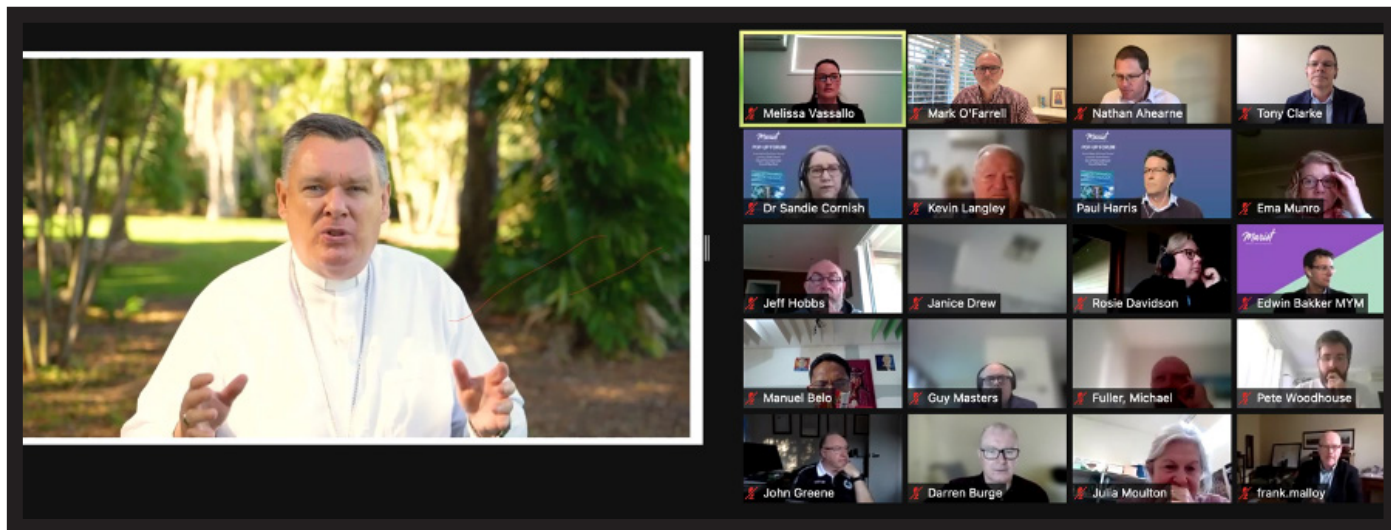 Melissa Vassallo
Mark O'Farrell
Nathan Ahearne
Tony Clarke
Marist
POP UP FORUM
Dr Sandie Cornish
Kevin Langley
Marist
POP UP FORUM
Paul Harris
Ema Munro
Jeff Hobbs
Janice Drew
Rosie Davidson
Marist
Edwin Bakker MYM
Manuel Belo
Guy Masters
Fuller, Michael
Pete Woodhouse
John Greene
Darren Burge
Julia Moulton
frank.malloy